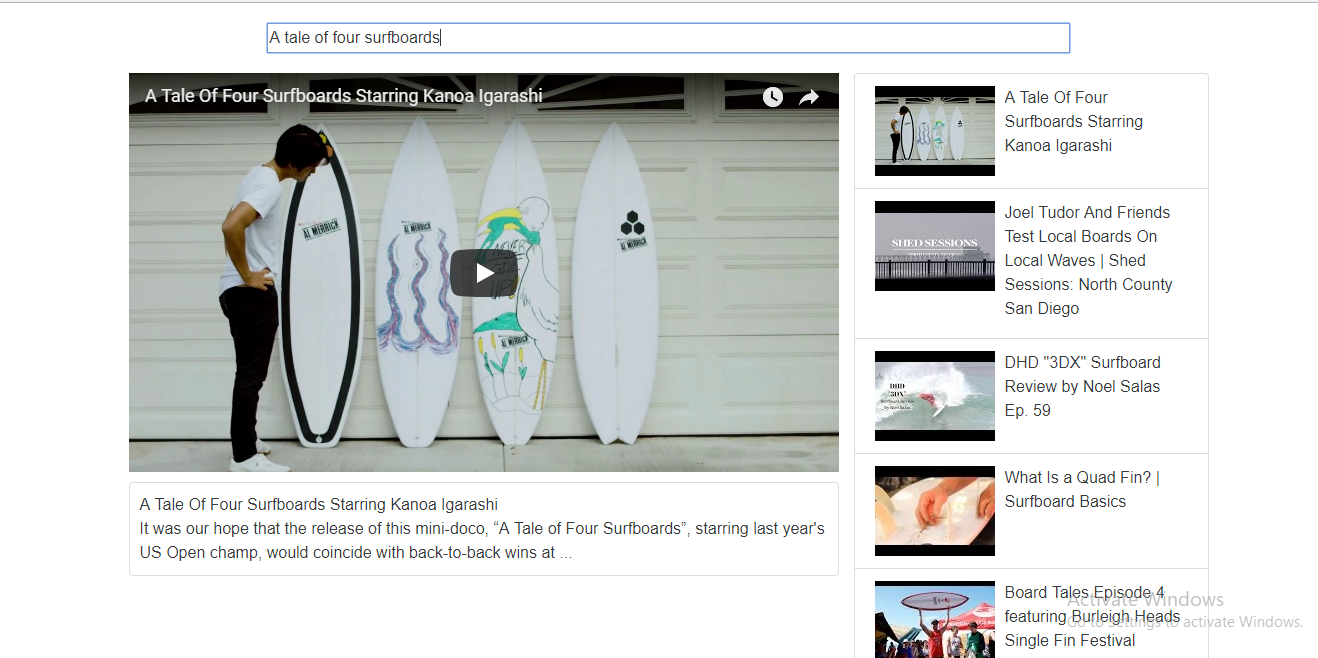 A tale of four surfboards
A Tale Of Four Surfboards Starring Kanoa Igarashi
AL MERRICK
AL MERRICK
NEVER
AL MERRICK
AL MERRICK
A Tale Of Four Surfboards Starring Kanoa Igarashi
It was our hope that the release of this mini-doco, “A Tale of Four Surfboards”, starring last year's
US Open champ, would coincide with back-to-back wins at ...
A Tale Of Four
Surfboards Starring
Kanoa Igarashi
SHED SESSIONS
Joel Tudor And Friends
Test Local Boards On
Local Waves | Shed
Sessions: North County
San Diego
DHD
"3DX"
DHD "3DX" Surfboard
Review by Noel Salas
Ep. 59
What Is a Quad Fin? |
Surfboard Basics
Board Tales Episode 4
featuring Burleigh Heads
Single Fin Festival
Activate Windows
Go to Settings to activate Windows.